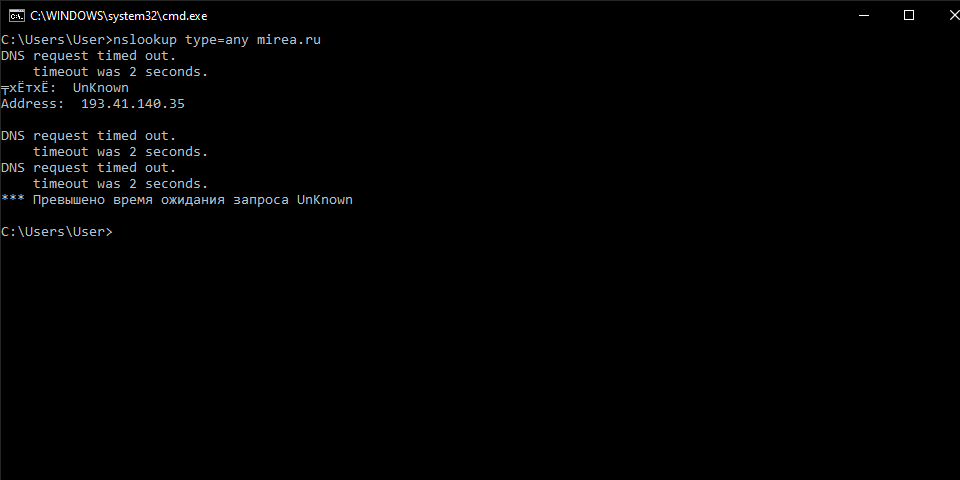 C:\WINDOWS\system32\cmd.exe
C:\Users\User>nslookup type=any mirea.ru
DNS request timed out.
    timeout was 2 seconds.
╤хЁтхЁ:  UnKnown
Address:  193.41.140.35
DNS request timed out.
    timeout was 2 seconds.
DNS request timed out.
    timeout was 2 seconds.
*** Превышено время ожидания запроса UnKnown
C:\Users\User>